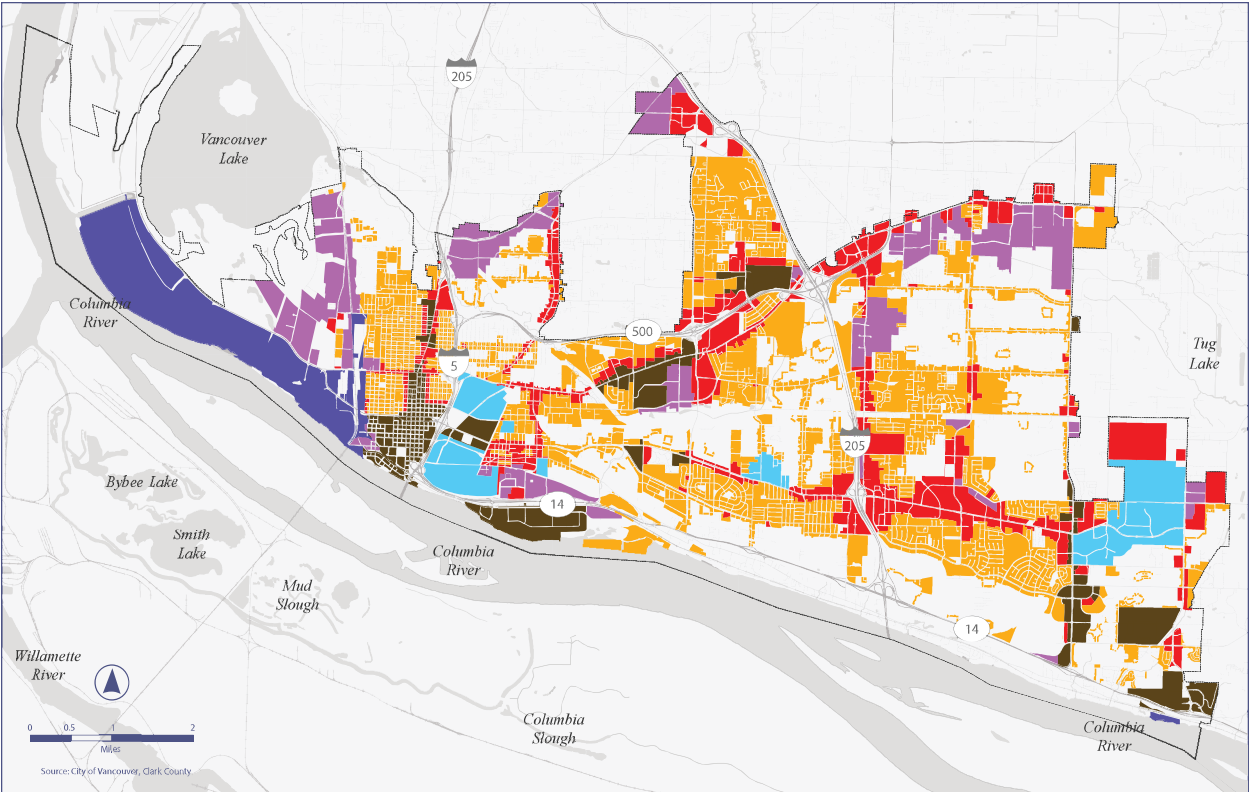 205
Vancouver
Lake
Columbia
River
500
5
Tug
Lake
205
Bybee Lake
14
Smith
Lake
Columbia
River
Mud
Slough
14
Willamette
River
Columbia
Slough
Columbia
River
0 0.5 1 2
Miles
Source: City of Vancouver, Clark County